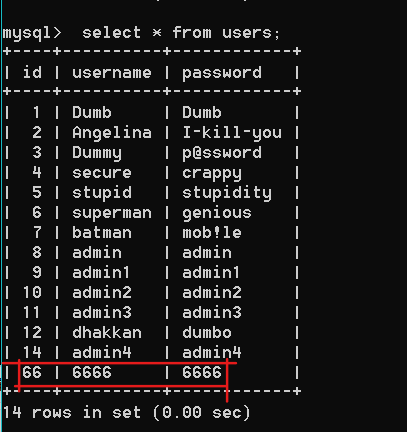 mysql>  select * from users;
+----+----------+------------+
| id | username | password   |
+----+----------+------------+
|  1 | Dumb     | Dumb       |
|  2 | Angelina | I-kill-you |
|  3 | Dummy    | p@ssword   |
|  4 | secure   | crappy     |
|  5 | stupid   | stupidity  |
|  6 | superman | genious    |
|  7 | batman   | mob!le     |
|  8 | admin    | admin      |
|  9 | admin1   | admin1     |
| 10 | admin2   | admin2     |
| 11 | admin3   | admin3     |
| 12 | dhakkan  | dumbo      |
| 14 | admin4   | admin4     |
| 66 | 6666     | 6666       |
+----+----------+------------+
14 rows in set (0.00 sec)